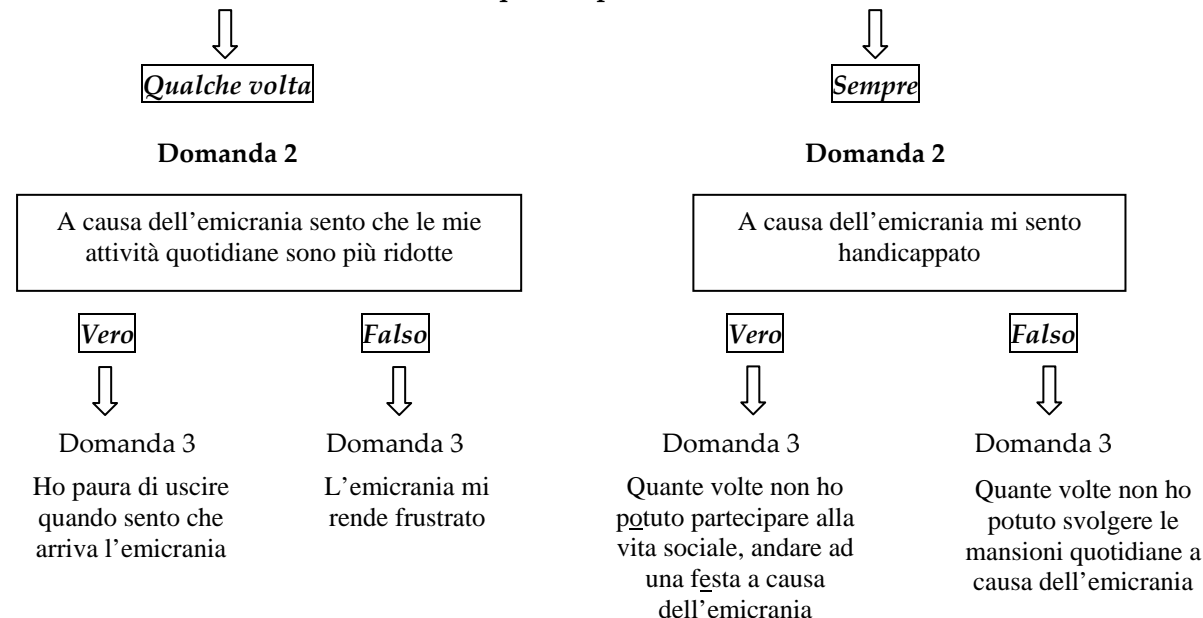 Qualche volta
Sempre
Domanda 2
Domanda 2
A causa dell'emicrania sento che le mie
attività quotidiane sono più ridotte
A causa dell'emicrania mi sento
handicappato
Vero
Falso
Vero
Falso
Domanda 3
Domanda 3
Domanda 3
Domanda 3
Ho paura di uscire
quando sento che
arriva l'emicrania
L'emicrania mi
rende frustrato
Quante volte non ho
potuto partecipare alla
vita sociale, andare ad
una festa a causa
dell'emicrania
Quante volte non ho
potuto svolgere le
mansioni quotidiane a
causa dell'emicrania